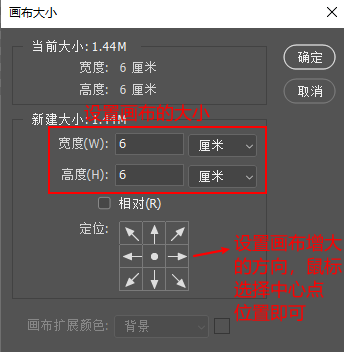 画布大小
当前大小: 1.44M
确定
宽度: 6 厘米
高度: 6 厘米
取消
设置画布的大小
新建大小: 1.44M
宽度(W): 6 厘米
高度(H): 6 厘米
相对(R)
定位:
设置画布增大
的方向，鼠标
选择中心点
位置即可
画布扩展颜色: 背景